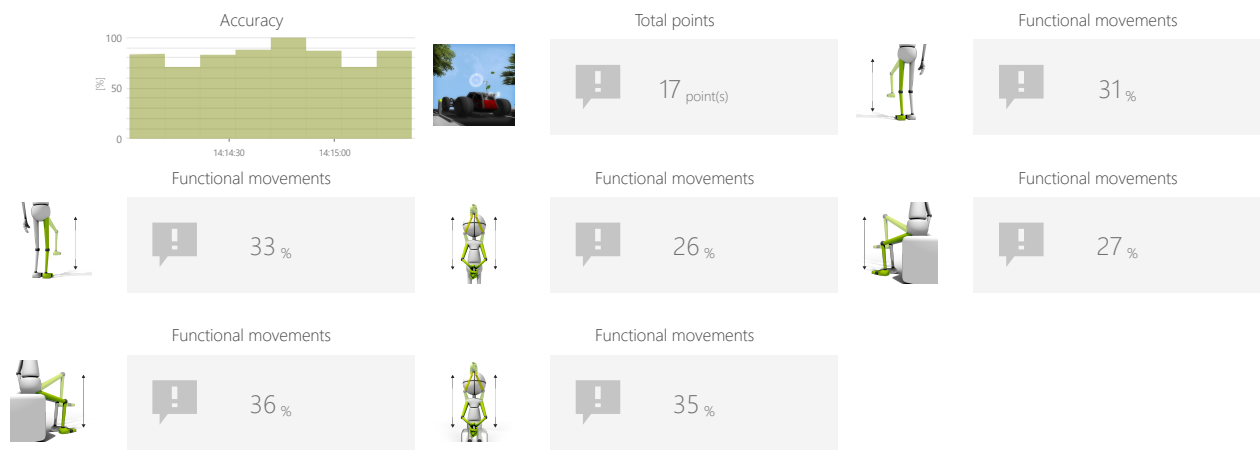 Accuracy
100
[%]
50
0
14:14:30
14:15:00
Total points
17 point(s)
Functional movements
31 %
Functional movements
33 %
Functional movements
26 %
Functional movements
27 %
Functional movements
36 %
Functional movements
35 %